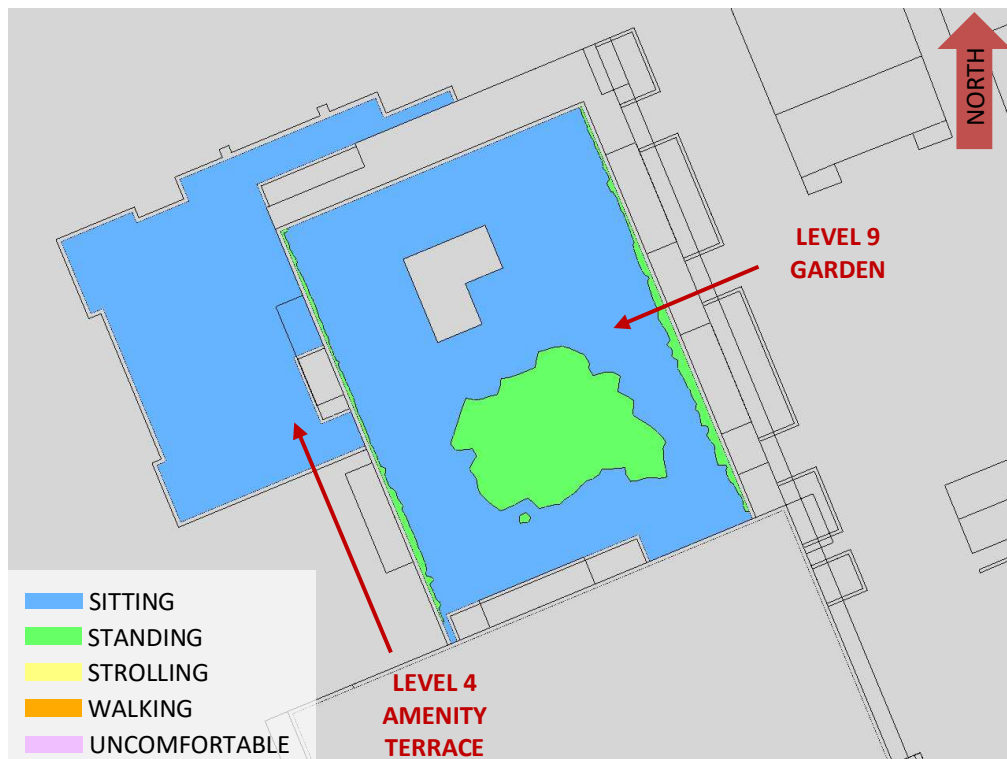 NORTH
LEVEL 9
GARDEN
SITTING
STANDING
STROLLING
WALKING
UNCOMFORTABLE
LEVEL 4
AMENITY
TERRACE